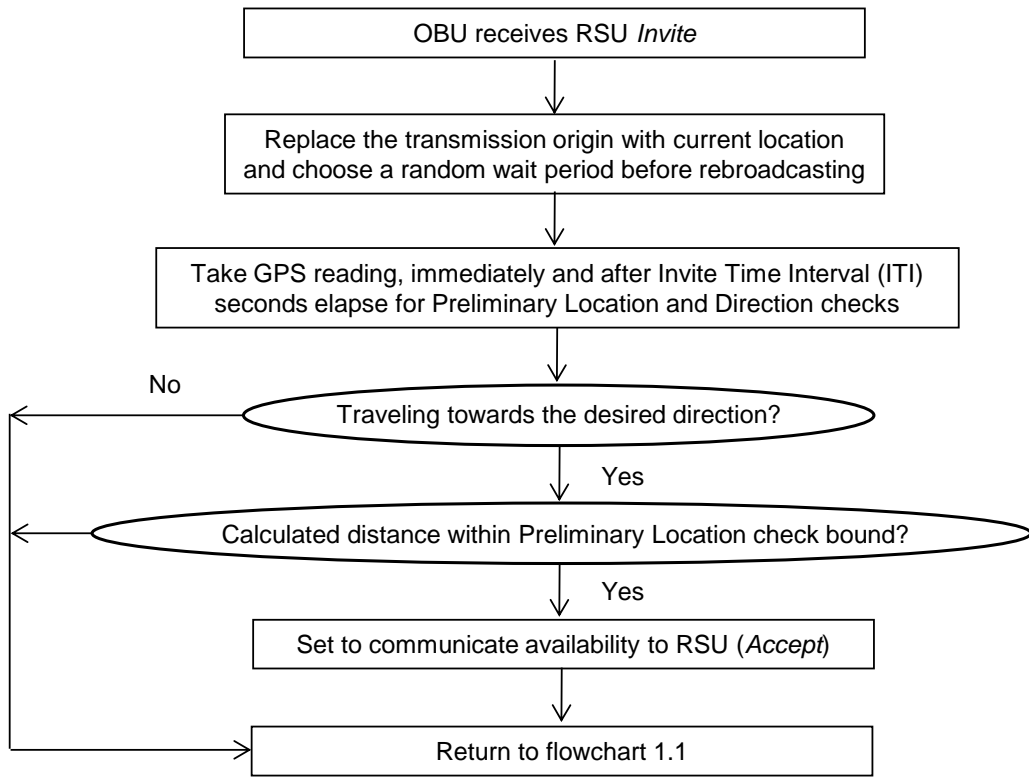 OBU receives RSU Invite
Replace the transmission origin with current location
and choose a random wait period before rebroadcasting
Take GPS reading, immediately and after Invite Time Interval (ITI)
seconds elapse for Preliminary Location and Direction checks
No
Traveling towards the desired direction?
Yes
Calculated distance within Preliminary Location check bound?
Yes
Set to communicate availability to RSU (Accept)
Return to flowchart 1.1